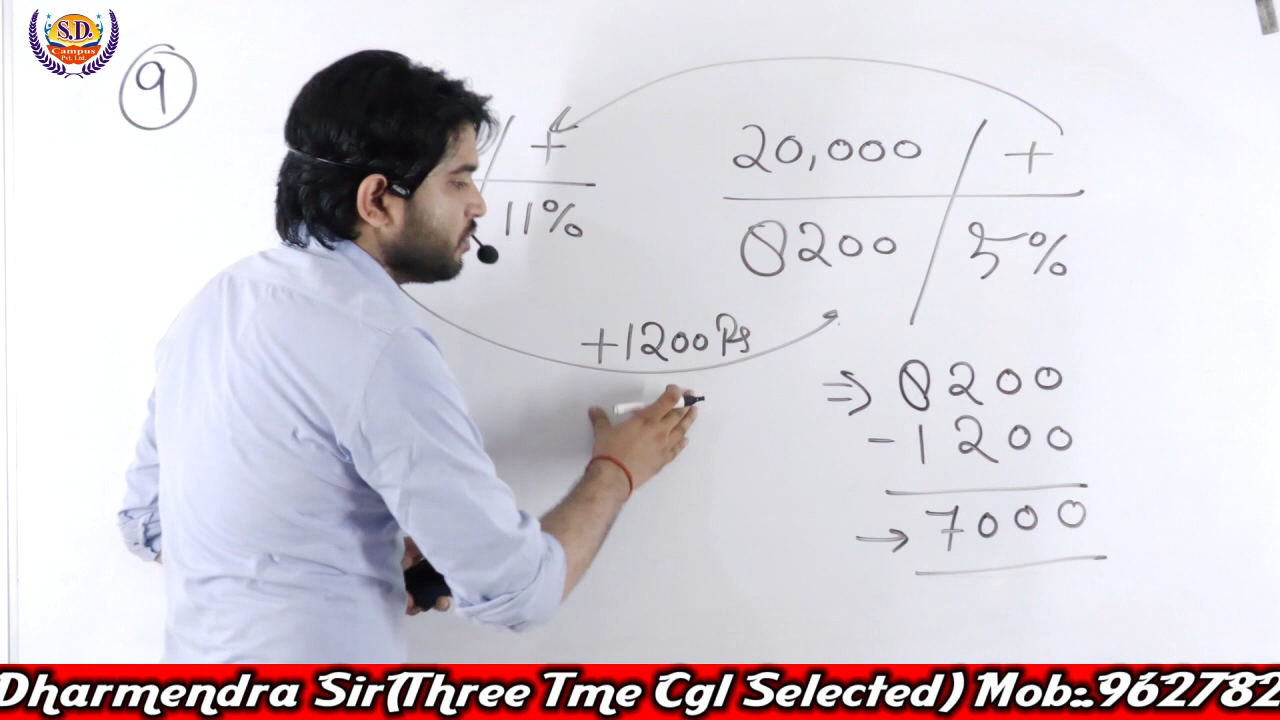 S.D.
Campus
Pvt. Ltd.
9
/ +
11%
20,000 / +
8200 / 5%
+1200 Rs
⇒ 8200
- 1200
→ 7000
Dharmendra Sir(Three Tme Cgl Selected) Mob:.962782